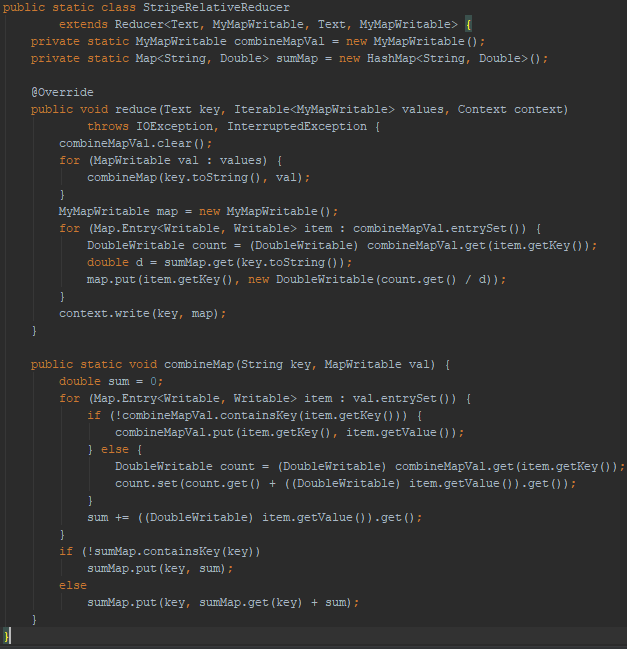 public static class StripeRelativeReducer
        extends Reducer<Text, MyMapWritable, Text, MyMapWritable> {
    private static MyMapWritable combineMapVal = new MyMapWritable();
    private static Map<String, Double> sumMap = new HashMap<String, Double>();

    @Override
    public void reduce(Text key, Iterable<MyMapWritable> values, Context context)
            throws IOException, InterruptedException {
        combineMapVal.clear();
        for (MapWritable val : values) {
            combineMap(key.toString(), val);
        }
        MyMapWritable map = new MyMapWritable();
        for (Map.Entry<Writable, Writable> item : combineMapVal.entrySet()) {
            DoubleWritable count = (DoubleWritable) combineMapVal.get(item.getKey());
            double d = sumMap.get(key.toString());
            map.put(item.getKey(), new DoubleWritable(count.get() / d));
        }
        context.write(key, map);
    }

    public static void combineMap(String key, MapWritable val) {
        double sum = 0;
        for (Map.Entry<Writable, Writable> item : val.entrySet()) {
            if (!combineMapVal.containsKey(item.getKey())) {
                combineMapVal.put(item.getKey(), item.getValue());
            } else {
                DoubleWritable count = (DoubleWritable) combineMapVal.get(item.getKey());
                count.set(count.get() + ((DoubleWritable) item.getValue()).get());
            }
            sum += ((DoubleWritable) item.getValue()).get();
        }
        if (!sumMap.containsKey(key))
            sumMap.put(key, sum);
        else
            sumMap.put(key, sumMap.get(key) + sum);
    }
}